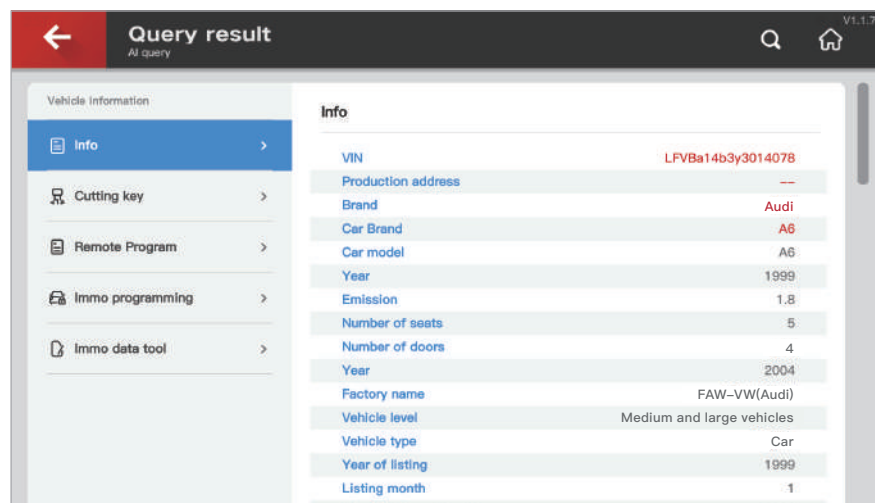 Query result
AI query
V1.1.7
Vehicle Information
Info
Cutting key
Remote Program
Immo programming
Immo data tool
Info
VIN LFVBa14b3y3014078
Production address --
Brand Audi
Car Brand A6
Car model A6
Year 1999
Emission 1.8
Number of seats 5
Number of doors 4
Year 2004
Factory name FAW-VW(Audi)
Vehicle level Medium and large vehicles
Vehicle type Car
Year of listing 1999
Listing month 1